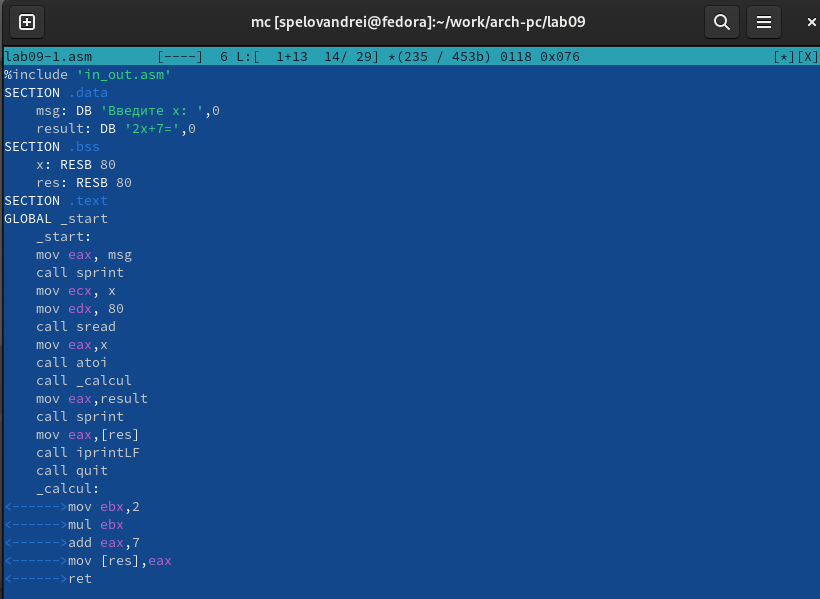 mc [spelovandrei@fedora]:~/work/arch-pc/lab09
lab09-1.asm [----] 6 L:[ 1+13 14/ 29] *(235 / 453b) 0118 0x076 [*][X]
%include 'in_out.asm'
SECTION .data
msg: DB 'Введите x: ',0
result: DB '2x+7=',0
SECTION .bss
x: RESB 80
res: RESB 80
SECTION .text
GLOBAL _start
_start:
mov eax, msg
call sprint
mov ecx, x
mov edx, 80
call sread
mov eax,x
call atoi
call _calcul
mov eax,result
call sprint
mov eax,[res]
call iprintLF
call quit
_calcul:
<------>mov ebx,2
<------>mul ebx
<------>add eax,7
<------>mov [res],eax
<------>ret